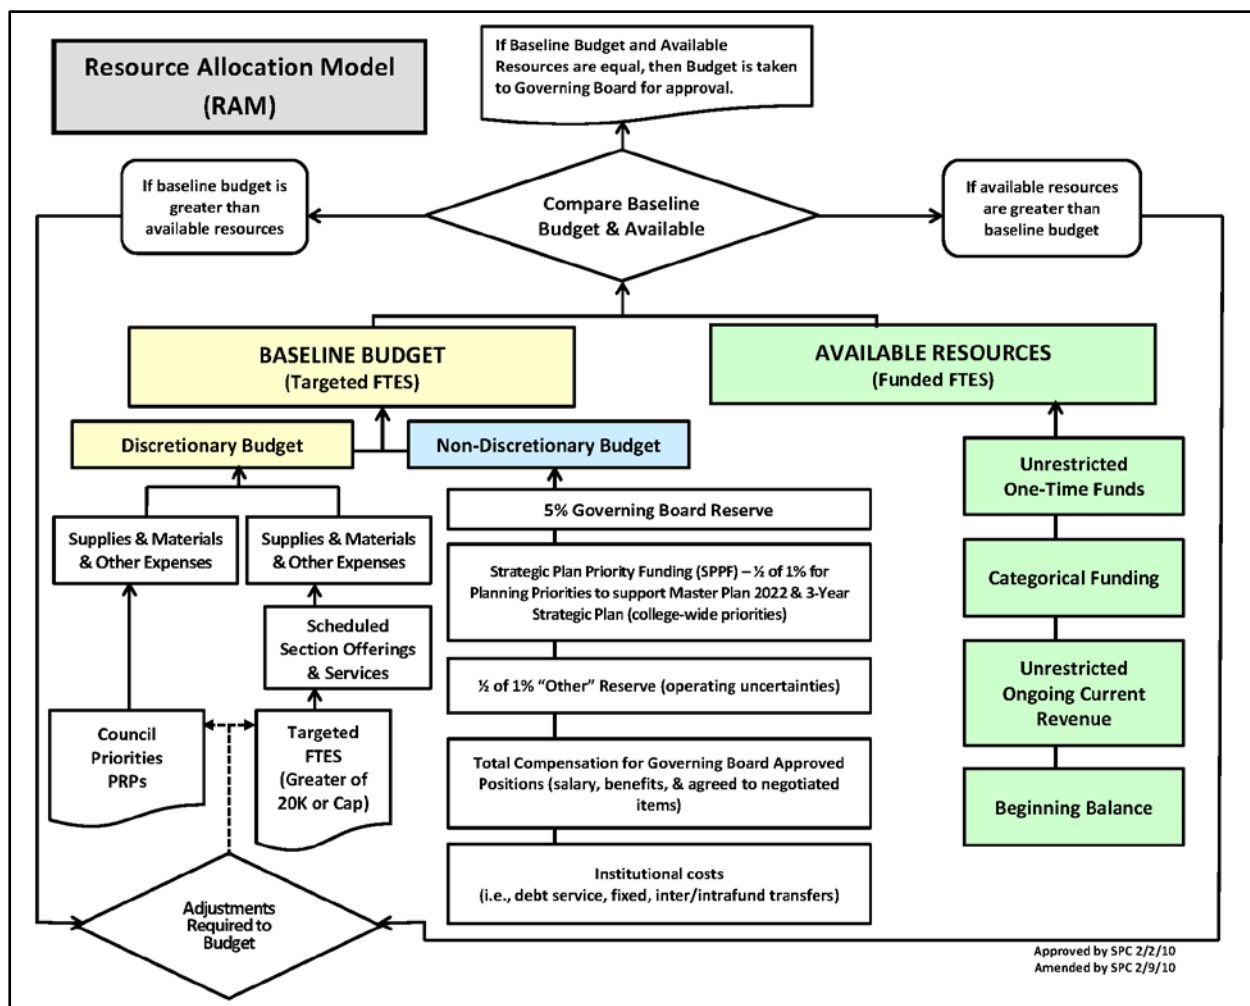 Resource Allocation Model
(RAM)
If Baseline Budget and Available
Resources are equal, then Budget is taken
to Governing Board for approval.
If baseline budget is
greater than
available resources
Compare Baseline
Budget & Available
If available resources
are greater than
baseline budget
BASELINE BUDGET
(Targeted FTES)
AVAILABLE RESOURCES
(Funded FTES)
Discretionary Budget
Non-Discretionary Budget
Supplies & Materials
& Other Expenses
Supplies & Materials
& Other Expenses
Scheduled
Section Offerings
& Services
Council
Priorities
PRPs
Targeted
FTES
(Greater of
20K or Cap)
Adjustments
Required to
Budget
5% Governing Board Reserve
Strategic Plan Priority Funding (SPPF) – ½ of 1% for
Planning Priorities to support Master Plan 2022 & 3-Year
Strategic Plan (college-wide priorities)
½ of 1% “Other” Reserve (operating uncertainties)
Total Compensation for Governing Board Approved
Positions (salary, benefits, & agreed to negotiated
items)
Institutional costs
(i.e., debt service, fixed, inter/intrafund transfers)
Unrestricted
One-Time Funds
Categorical Funding
Unrestricted
Ongoing Current
Revenue
Beginning Balance
Approved by SPC 2/2/10
Amended by SPC 2/9/10